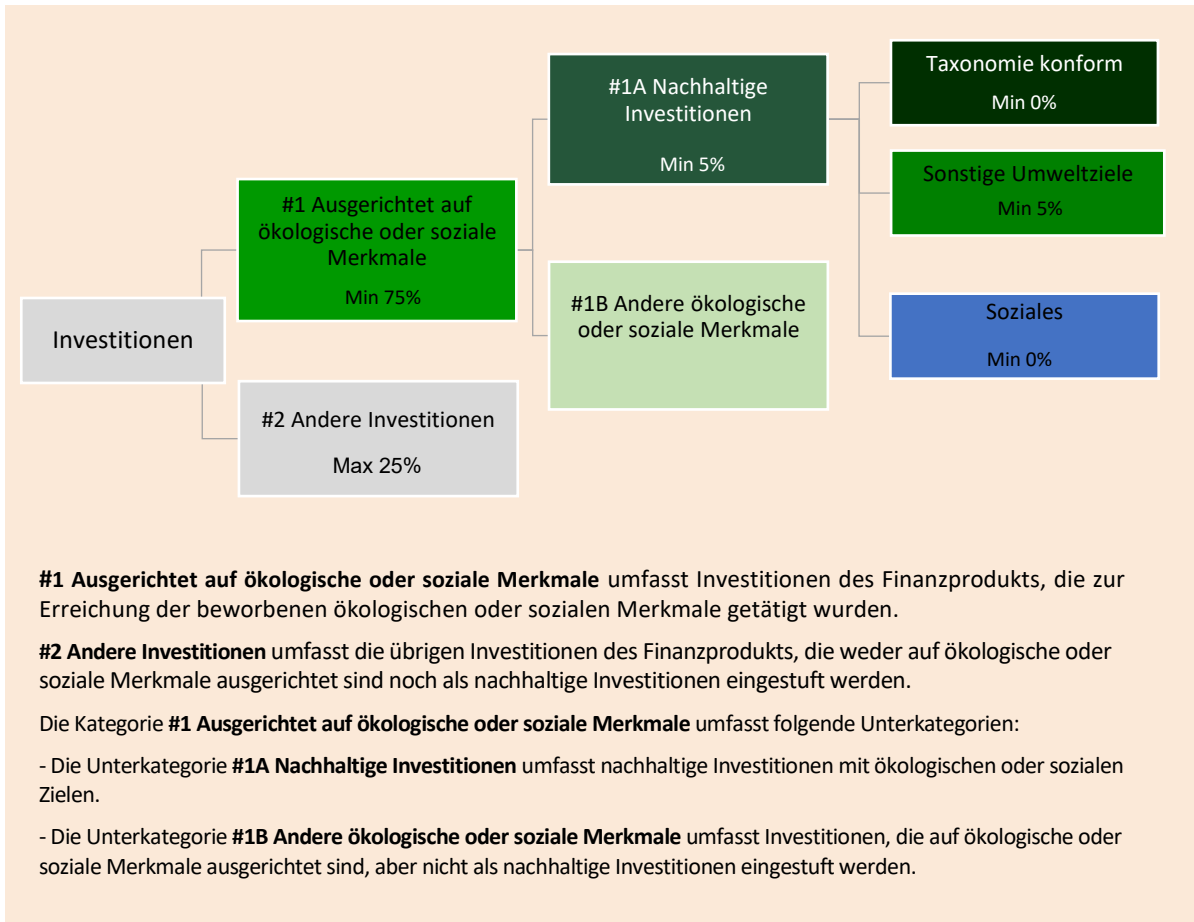 Investitionen
#1 Ausgerichtet auf
ökologische oder soziale
Merkmale
Min 75%
#2 Andere Investitionen
Max 25%
#1A Nachhaltige
Investitionen
Min 5%
#1B Andere ökologische
oder soziale Merkmale
Taxonomie konform
Min 0%
Sonstige Umweltziele
Min 5%
Soziales
Min 0%
#1 Ausgerichtet auf ökologische oder soziale Merkmale umfasst Investitionen des Finanzprodukts, die zur
Erreichung der beworbenen ökologischen oder sozialen Merkmale getätigt wurden.
#2 Andere Investitionen umfasst die übrigen Investitionen des Finanzprodukts, die weder auf ökologische oder
soziale Merkmale ausgerichtet sind noch als nachhaltige Investitionen eingestuft werden.
Die Kategorie #1 Ausgerichtet auf ökologische oder soziale Merkmale umfasst folgende Unterkategorien:
- Die Unterkategorie #1A Nachhaltige Investitionen umfasst nachhaltige Investitionen mit ökologischen oder sozialen
Zielen.
- Die Unterkategorie #1B Andere ökologische oder soziale Merkmale umfasst Investitionen, die auf ökologische oder
soziale Merkmale ausgerichtet sind, aber nicht als nachhaltige Investitionen eingestuft werden.